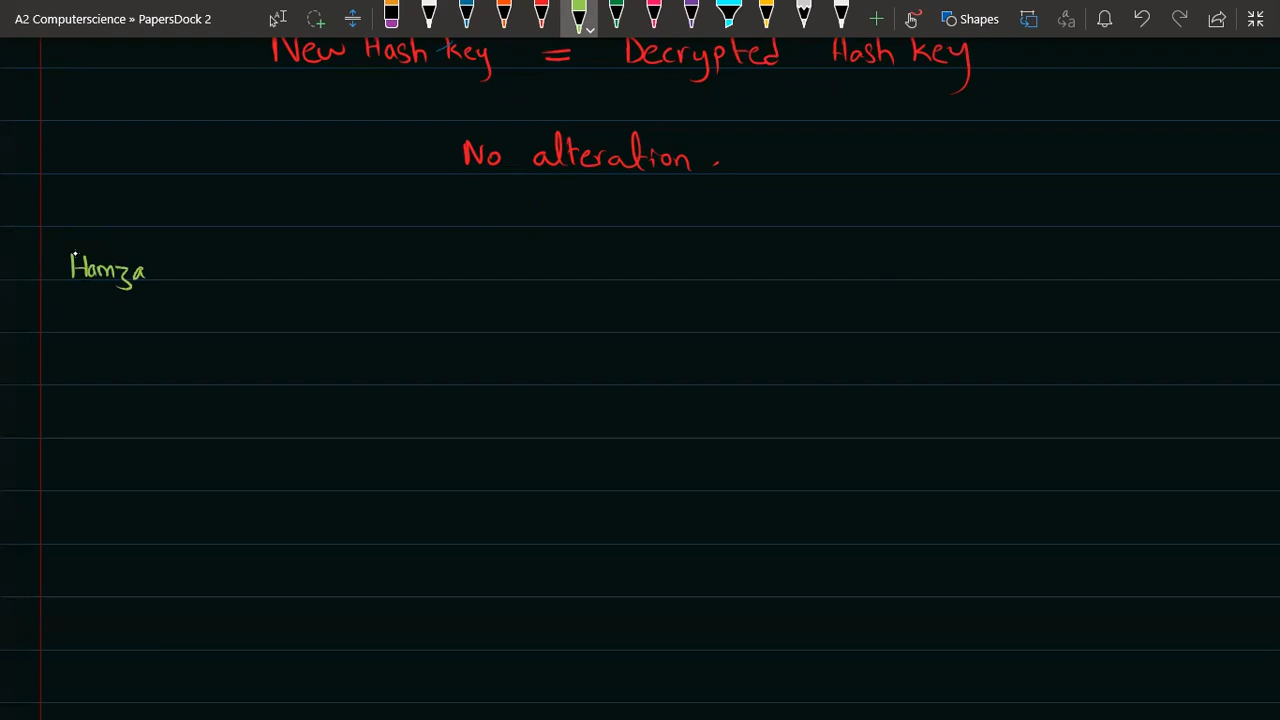 A2 Computerscience » PapersDock 2
Shapes
New Hash key = Decrypted Hash key
No alteration.
Hamza